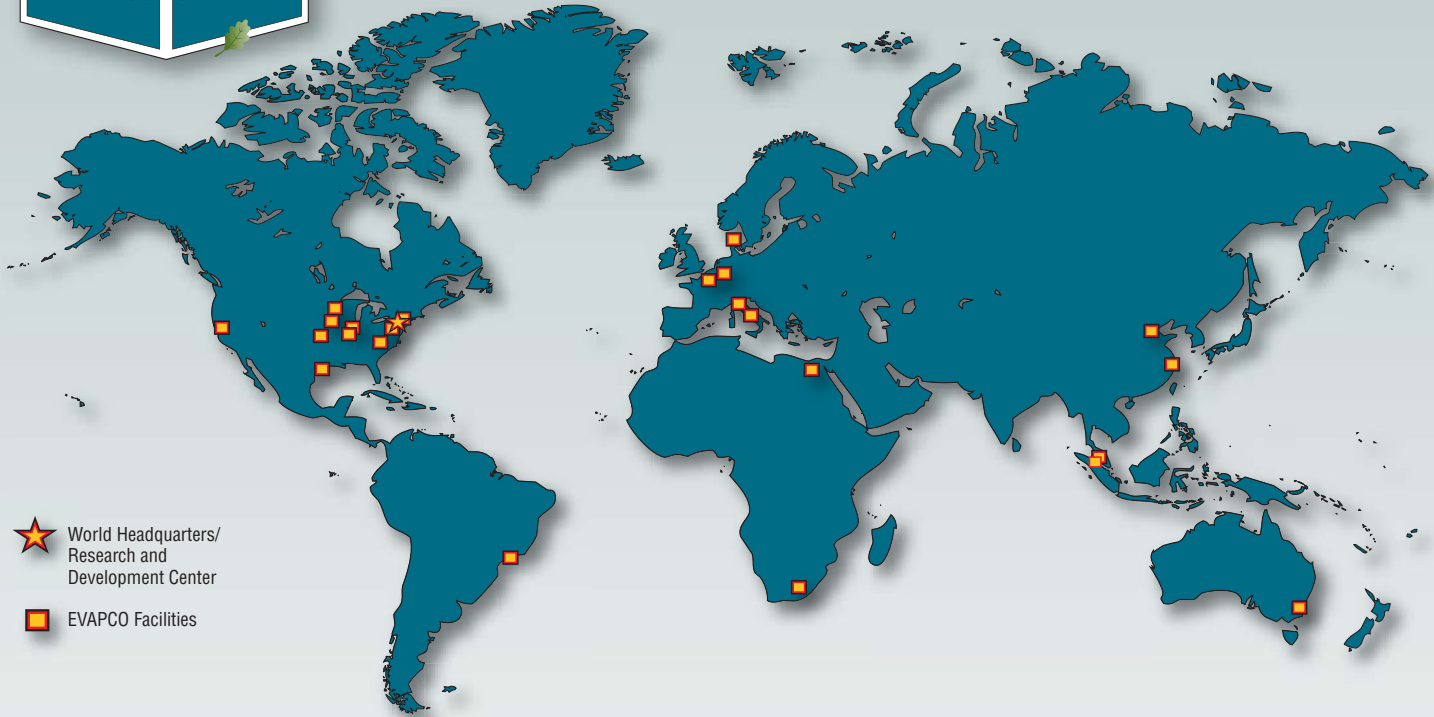 World Headquarters/
Research and
Development Center
EVAPCO Facilities